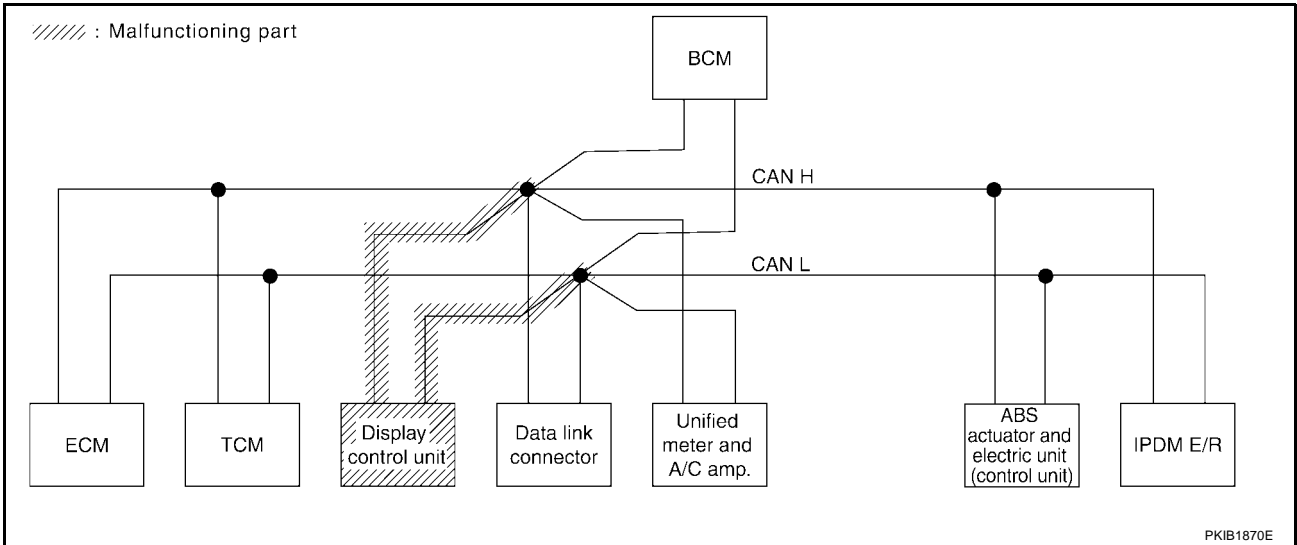 : Malfunctioning part
BCM
CAN H
CAN L
ECM
TCM
Display
control unit
Data link
connector
Unified
meter and
A/C amp.
ABS
actuator and
electric unit
(control unit)
IPDM E/R
PKIB1870E